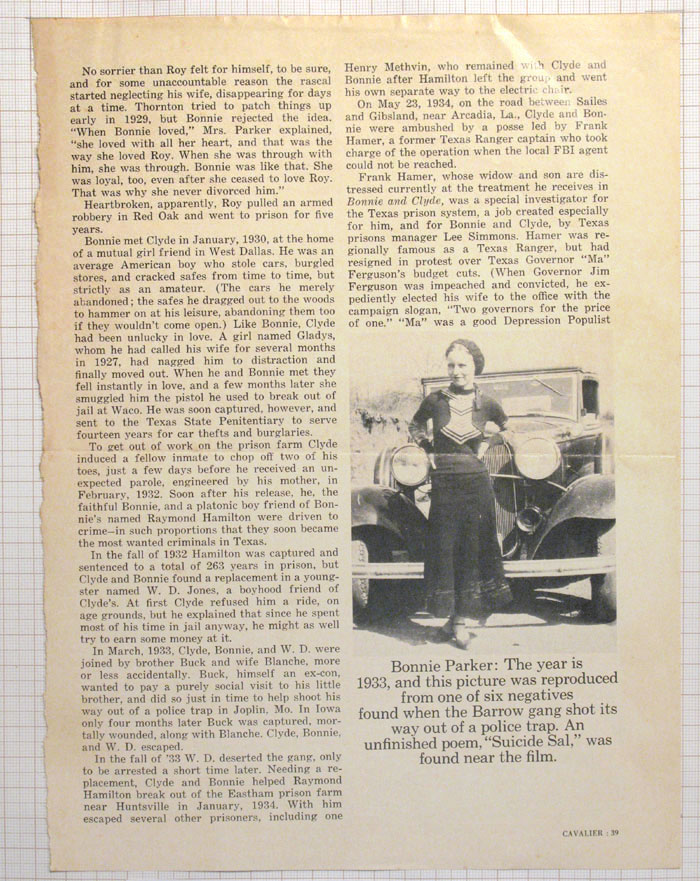 No sorrier than Roy felt for himself, to be sure,
and for some unaccountable reason the rascal
started neglecting his wife, disappearing for days
at a time. Thornton tried to patch things up
early in 1929, but Bonnie rejected the idea.
"When Bonnie loved," Mrs. Parker explained,
"she loved with all her heart, and that was the
way she loved Roy. When she was through with
him, she was through. Bonnie was like that. She
was loyal, too, even after she ceased to love Roy.
That was why she never divorced him."
Heartbroken, apparently, Roy pulled an armed
robbery in Red Oak and went to prison for five
years.
Bonnie met Clyde in January, 1930, at the home
of a mutual girl friend in West Dallas. He was an
average American boy who stole cars, burgled
stores, and cracked safes from time to time, but
strictly as an amateur. (The cars he merely
abandoned; the safes he dragged out to the woods
to hammer on at his leisure, abandoning them too
if they wouldn't come open.) Like Bonnie, Clyde
had been unlucky in love. A girl named Gladys,
whom he had called his wife for several months
in 1927, had nagged him to distraction and
finally moved out. When he and Bonnie met they
fell instantly in love, and a few months later she
smuggled him the pistol he used to break out of
jail at Waco. He was soon captured, however, and
sent to the Texas State Penitentiary to serve
fourteen years for car thefts and burglaries.
To get out of work on the prison farm Clyde
induced a fellow inmate to chop off two of his
toes, just a few days before he received an un-
expected parole, engineered by his mother, in
February, 1932. Soon after his release, he, the
faithful Bonnie, and a platonic boy friend of Bon-
nie's named Raymond Hamilton were driven to
crime—in such proportions that they soon became
the most wanted criminals in Texas.
In the fall of 1932 Hamilton was captured and
sentenced to a total of 263 years in prison, but
Clyde and Bonnie found a replacement in a young-
ster named W. D. Jones, a boyhood friend of
Clyde's. At first Clyde refused him a ride, on
age grounds, but he explained that since he spent
most of his time in jail anyway, he might as well
try to earn some money at it.
In March, 1933, Clyde, Bonnie, and W. D. were
joined by brother Buck and wife Blanche, more
or less accidentally. Buck, himself an ex-con,
wanted to pay a purely social visit to his little
brother, and did so just in time to help shoot his
way out of a police trap in Joplin, Mo. In Iowa
only four months later Buck was captured, mor-
tally wounded, along with Blanche. Clyde, Bonnie,
and W. D. escaped.
In the fall of '33 W. D. deserted the gang, only
to be arrested a short time later. Needing a re-
placement, Clyde and Bonnie helped Raymond
Hamilton break out of the Eastham prison farm
near Huntsville in January, 1934. With him
escaped several other prisoners, including one
Henry Methvin, who remained with Clyde and
Bonnie after Hamilton left the group and went
his own separate way to the electric chair.
On May 23, 1934, on the road between Sailes
and Gibsland, near Arcadia, La., Clyde and Bon-
nie were ambushed by a posse led by Frank
Hamer, a former Texas Ranger captain who took
charge of the operation when the local FBI agent
could not be reached.
Frank Hamer, whose widow and son are dis-
tressed currently at the treatment he receives in
Bonnie and Clyde, was a special investigator for
the Texas prison system, a job created especially
for him, and for Bonnie and Clyde, by Texas
prisons manager Lee Simmons. Hamer was re-
gionally famous as a Texas Ranger, but had
resigned in protest over Texas Governor "Ma"
Ferguson's budget cuts. (When Governor Jim
Ferguson was impeached and convicted, he ex-
pediently elected his wife to the office with the
campaign slogan, "Two governors for the price
of one." "Ma" was a good Depression Populist
Bonnie Parker: The year is
1933, and this picture was reproduced
from one of six negatives
found when the Barrow gang shot its
way out of a police trap. An
unfinished poem, "Suicide Sal," was
found near the film.
CAVALIER : 39